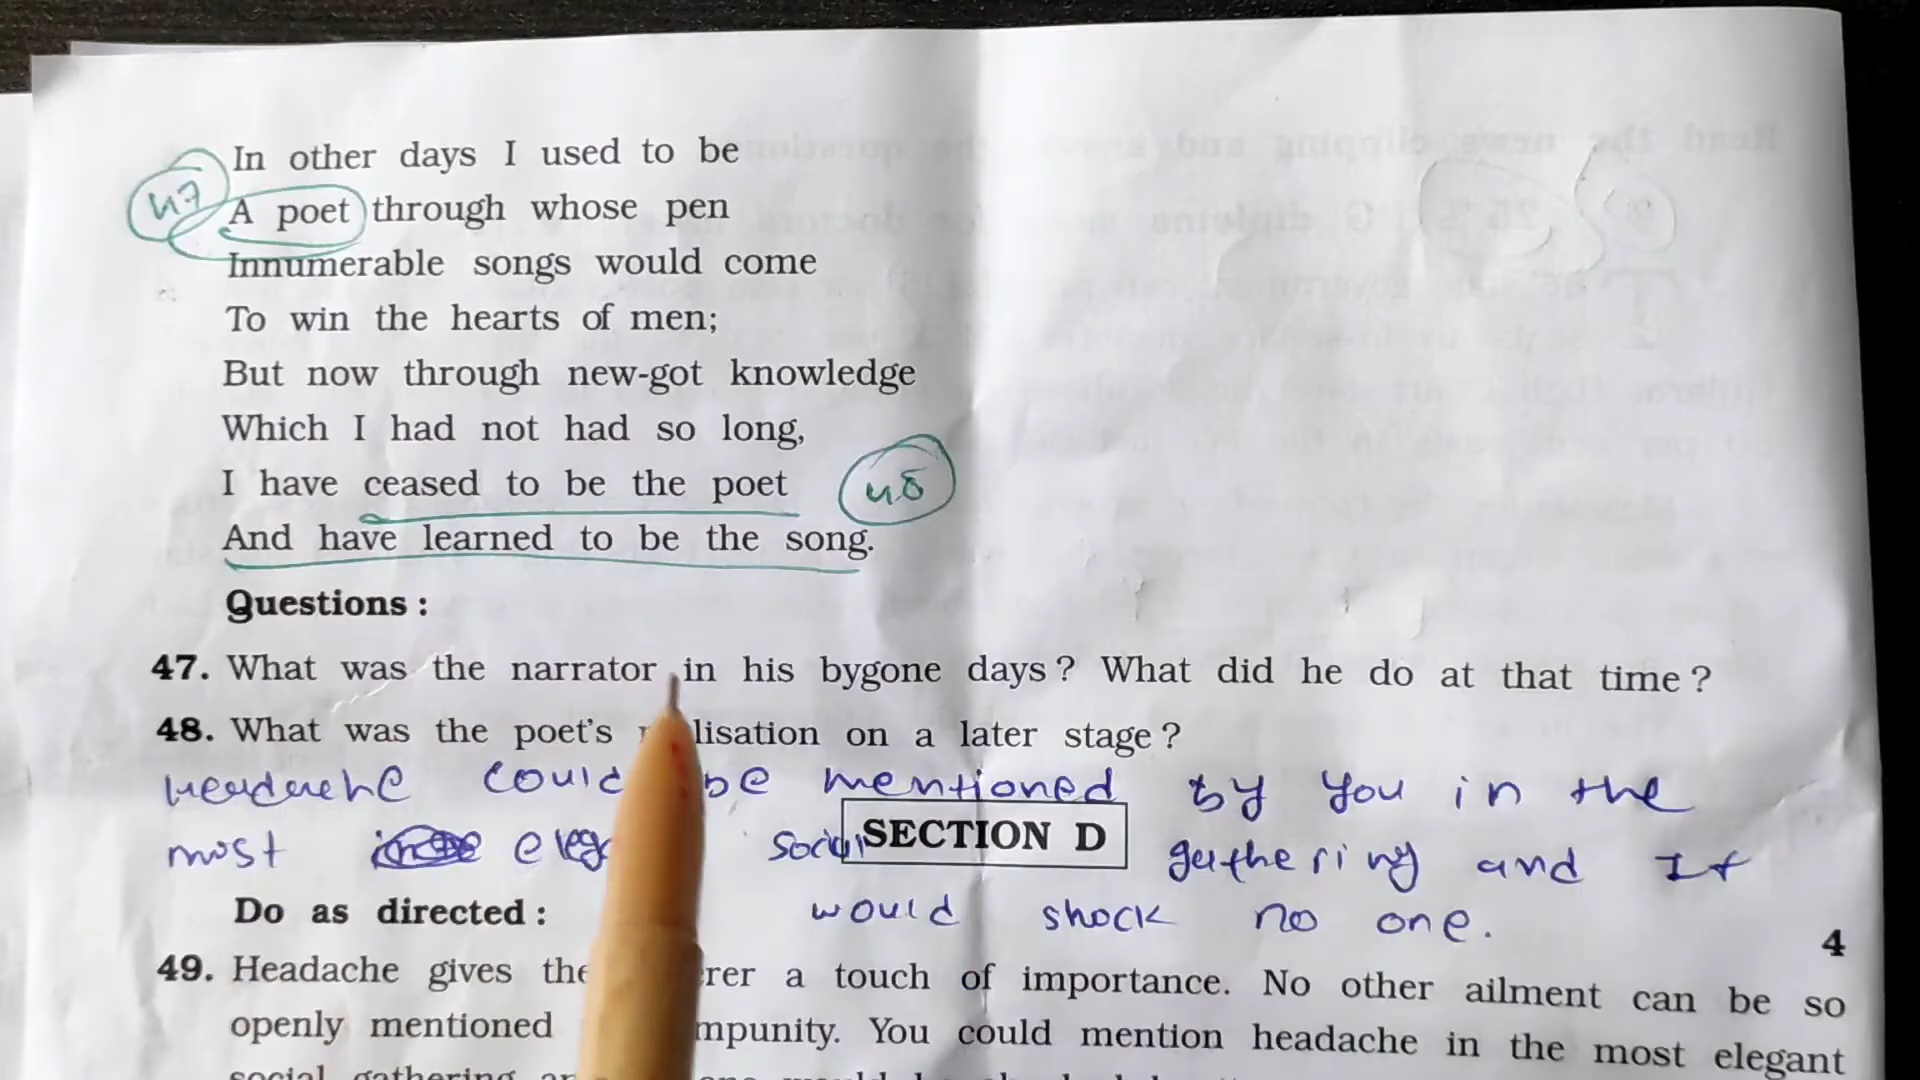 In other days I used to be
47 A poet through whose pen
Innumerable songs would come
To win the hearts of men;
But now through new-got knowledge
Which I had not had so long,
I have ceased to be the poet 48
And have learned to be the song.
Questions :
47. What was the narrator in his bygone days ? What did he do at that time ?
48. What was the poet's lisation on a later stage ?
Headache could be mentioned by you in the
most eleg social gathering and It
SECTION D
Do as directed : would shock no one.
4
49. Headache gives the rer a touch of importance. No other ailment can be so
openly mentioned mpunity. You could mention headache in the most elegant
social gathering